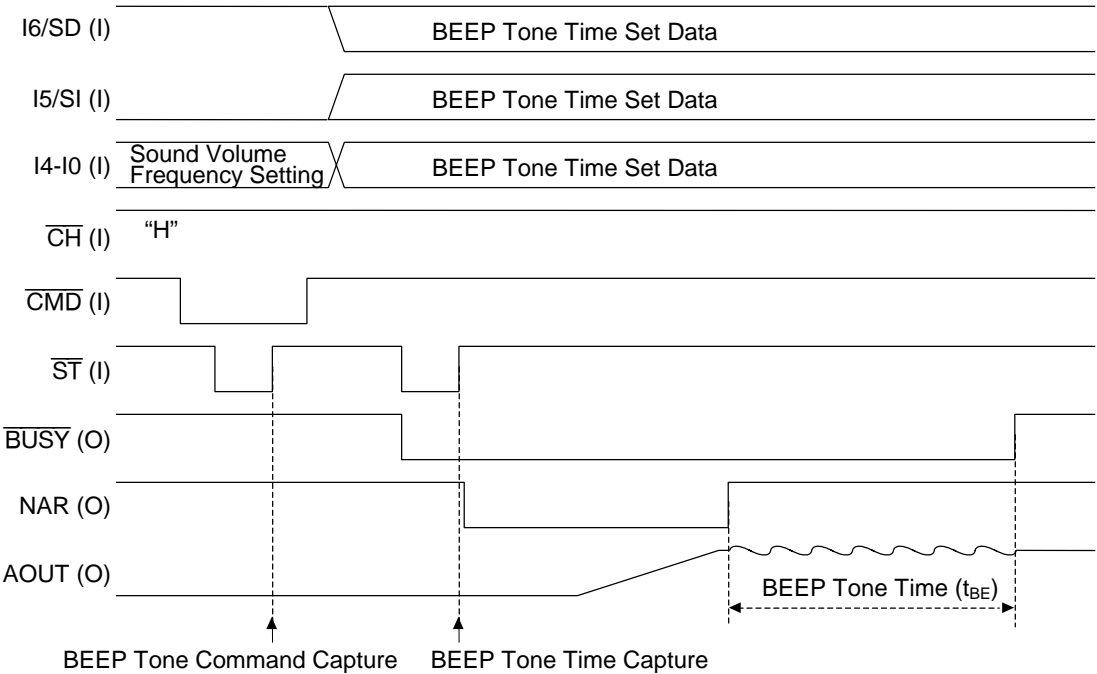 I6/SD (I)
BEEP Tone Time Set Data
I5/SI (I)
BEEP Tone Time Set Data
I4-I0 (I)
Sound Volume
Frequency Setting
BEEP Tone Time Set Data
CH (I)
“H”
CMD (I)
ST (I)
BUSY (O)
NAR (O)
AOUT (O)
BEEP Tone Time (tBE)
BEEP Tone Command Capture
BEEP Tone Time Capture